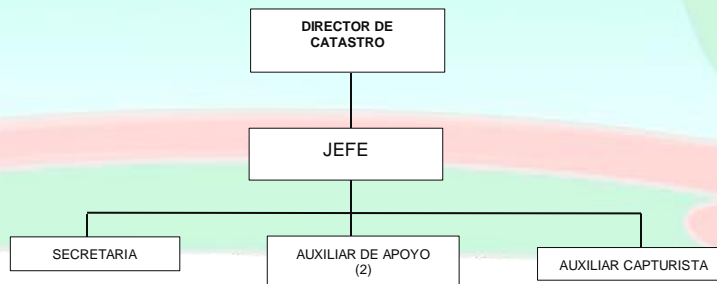 DIRECTOR DE
CATASTRO
JEFE
SECRETARIA
AUXILIAR DE APOYO
(2)
AUXILIAR CAPTURISTA